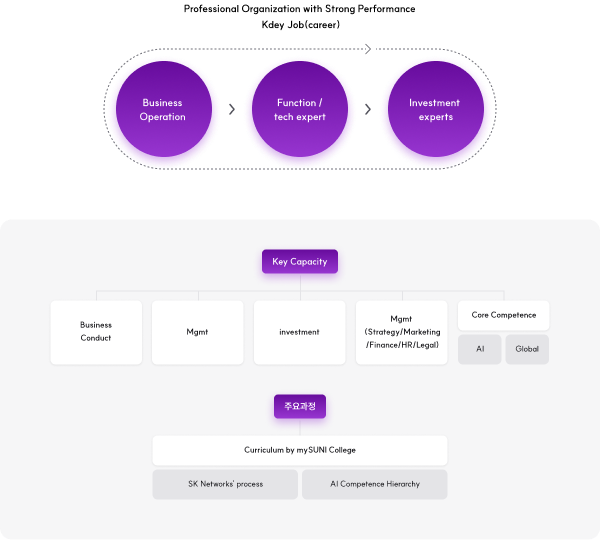 Professional Organization with Strong Performance
Kdey Job(career)
Business
Operation
Function /
tech expert
Investment
experts
Key Capacity
Business
Conduct
Mgmt
investment
Mgmt
(Strategy/Marketing
/Finance/HR/Legal)
Core Competence
AI
Global
주요과정
Curriculum by mySUNI College
SK Networks' process
AI Competence Hierarchy